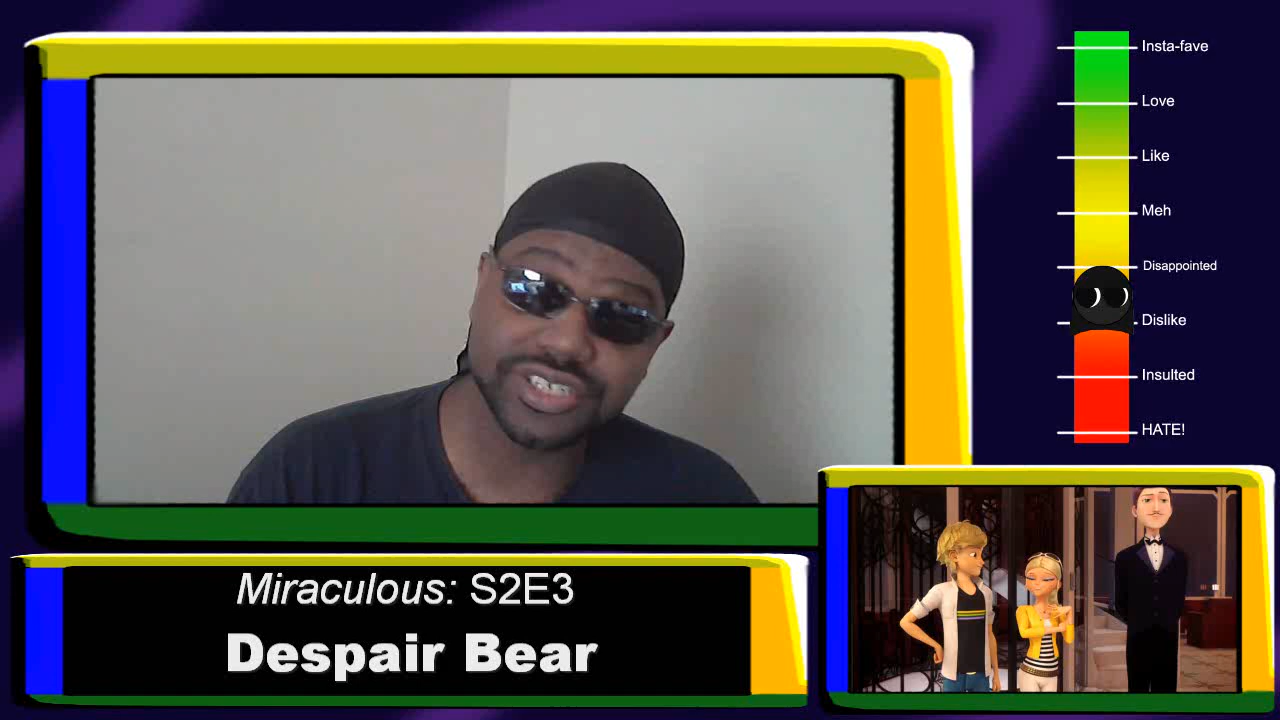 Insta-fave
Love
Like
Meh
Disappointed
Dislike
Insulted
HATE!
Miraculous: S2E3
Despair Bear